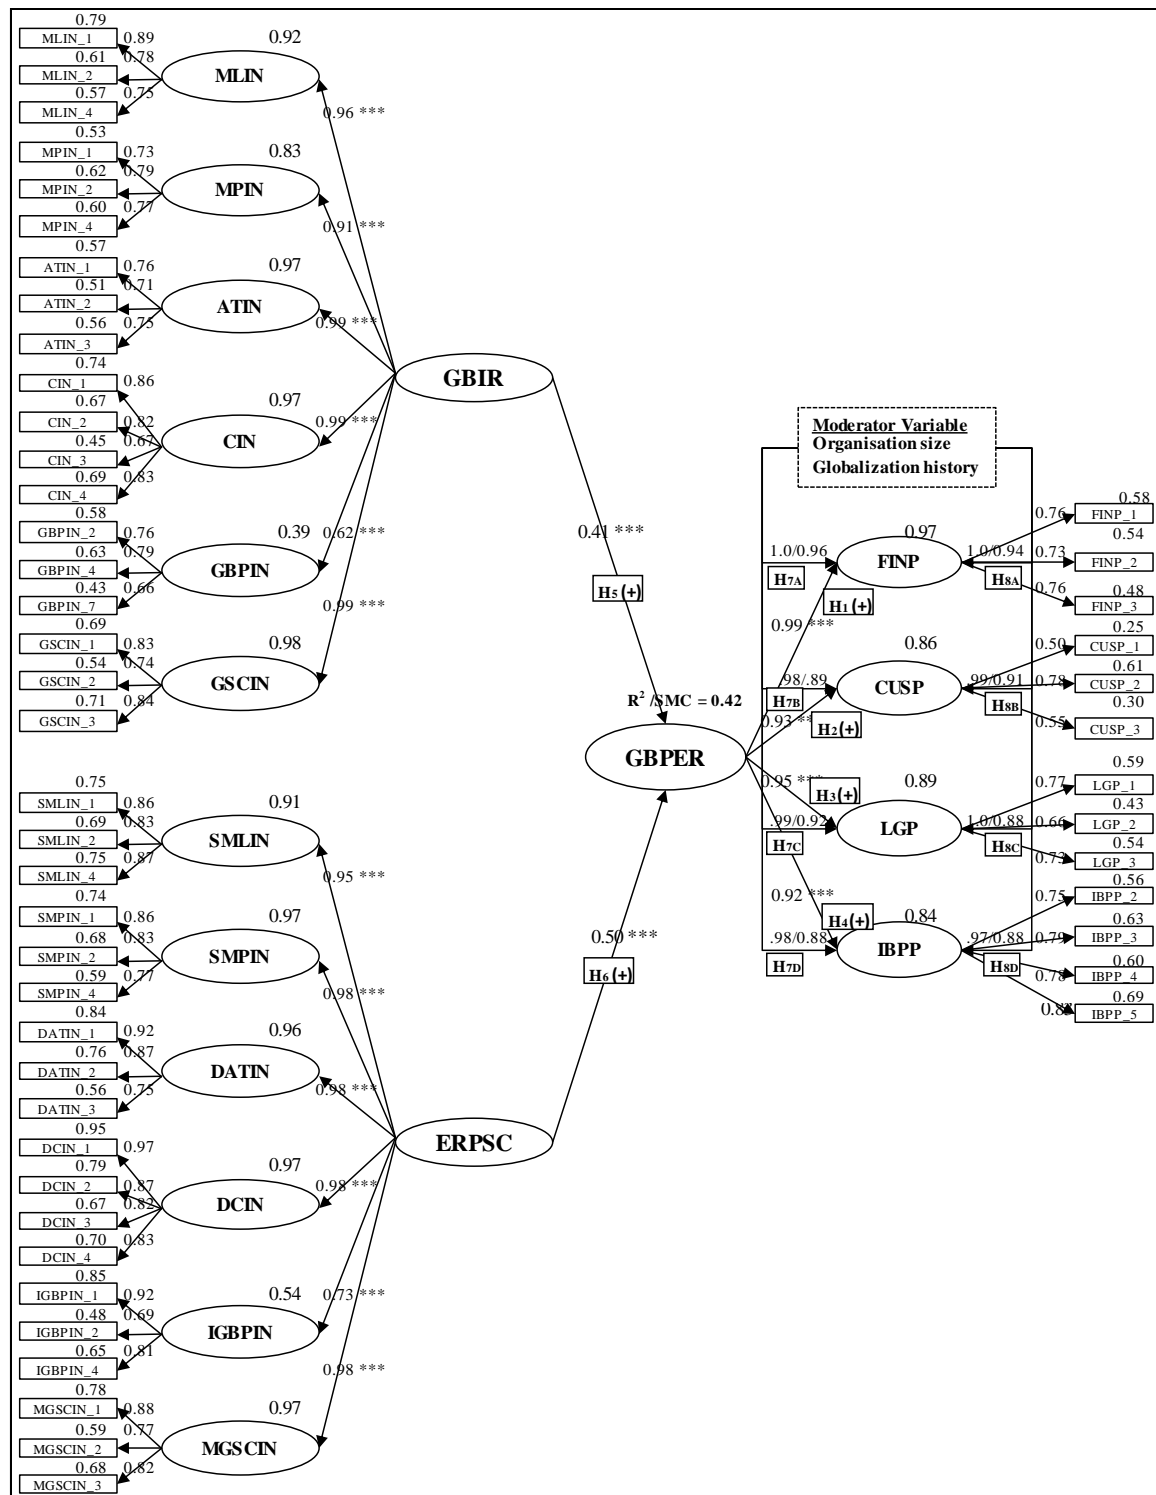 0.79
MLIN_1
0.89
0.61
MLIN_2
0.78
0.57
MLIN_4
0.75
0.92
MLIN
0.96 ***
0.53
MPIN_1
0.73
0.62
MPIN_2
0.79
0.60
MPIN_4
0.77
0.83
MPIN
0.91 ***
0.57
ATIN_1
0.76
0.51
ATIN_2
0.71
0.56
ATIN_3
0.75
0.97
ATIN
0.99 ***
0.74
CIN_1
0.86
0.67
CIN_2
0.82
0.45
CIN_3
0.67
0.69
CIN_4
0.83
0.97
CIN
0.99 ***
0.58
GBPIN_2
0.76
0.63
GBPIN_4
0.79
0.43
GBPIN_7
0.66
0.39
GBPIN
0.62 ***
0.69
GSCIN_1
0.83
0.54
GSCIN_2
0.74
0.71
GSCIN_3
0.84
0.98
GSCIN
0.99 ***
GBIR
0.41 ***
H5 (+)
0.75
SMLIN_1
0.86
0.69
SMLIN_2
0.83
0.75
SMLIN_4
0.87
0.91
SMLIN
0.95 ***
0.74
SMPIN_1
0.86
0.68
SMPIN_2
0.83
0.59
SMPIN_4
0.77
0.97
SMPIN
0.98 ***
0.84
DATIN_1
0.92
0.76
DATIN_2
0.87
0.56
DATIN_3
0.75
0.96
DATIN
0.98 ***
0.95
DCIN_1
0.97
0.79
DCIN_2
0.87
0.67
DCIN_3
0.82
0.70
DCIN_4
0.83
0.97
DCIN
0.98 ***
0.85
IGBPIN_1
0.92
0.48
IGBPIN_2
0.69
0.65
IGBPIN_4
0.81
0.54
IGBPIN
0.73 ***
0.78
MGSCIN_1
0.88
0.59
MGSCIN_2
0.77
0.68
MGSCIN_3
0.82
0.97
MGSCIN
0.98 ***
ERPSC
0.50 ***
H6 (+)
R² /SMC = 0.42
GBPER
Moderator Variable
Organisation size
Globalization history
1.0/0.96
H7A
H1 (+)
0.99 ***
0.97
FINP
1.0/0.94
H8A
0.76
0.58
FINP_1
0.73
0.54
FINP_2
0.76
0.48
FINP_3
.98/.89
H7B
0.93
H2 (+)
0.86
CUSP
.99/0.91
H8B
0.50
0.25
CUSP_1
0.78
0.61
CUSP_2
0.55
0.30
CUSP_3
0.95 ***
H3 (+)
.99/0.92
H7C
0.89
LGP
1.0/0.88
H8C
0.77
0.59
LGP_1
0.66
0.43
LGP_2
0.73
0.54
LGP_3
0.92 ***
H4 (+)
.98/0.88
H7D
0.84
IBPP
.97/0.88
H8D
0.75
0.56
IBPP_2
0.79
0.63
IBPP_3
0.78
0.60
IBPP_4
0.69
IBPP_5